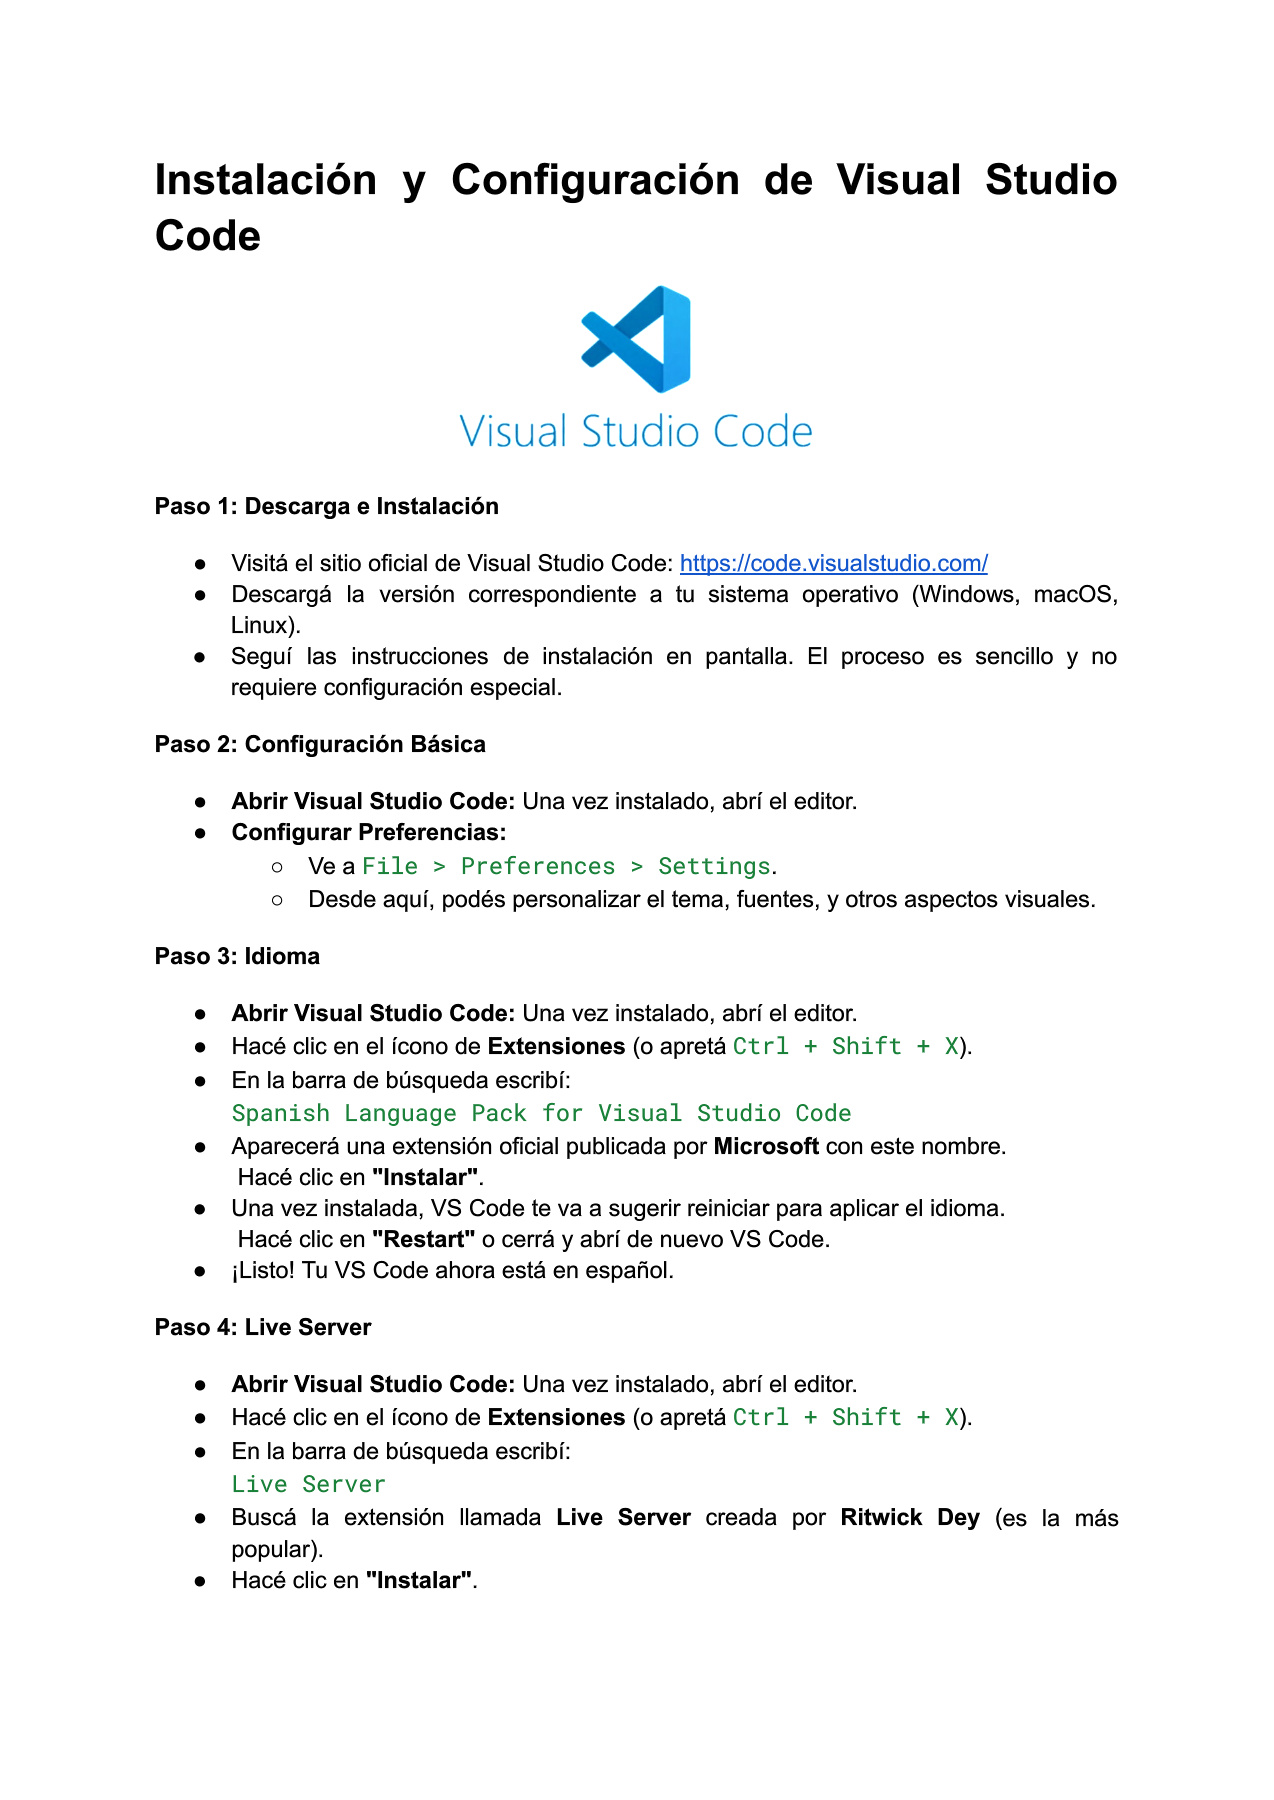 Instalación y Configuración de Visual Studio
Code
Visual Studio Code
Paso 1: Descarga e Instalación
● Visitá el sitio oficial de Visual Studio Code: https://code.visualstudio.com/
● Descargá la versión correspondiente a tu sistema operativo (Windows, macOS,
Linux).
● Seguí las instrucciones de instalación en pantalla. El proceso es sencillo y no
requiere configuración especial.
Paso 2: Configuración Básica
● Abrir Visual Studio Code: Una vez instalado, abrí el editor.
● Configurar Preferencias:
○ Ve a File > Preferences > Settings.
○ Desde aquí, podés personalizar el tema, fuentes, y otros aspectos visuales.
Paso 3: Idioma
● Abrir Visual Studio Code: Una vez instalado, abrí el editor.
● Hacé clic en el ícono de Extensiones (o apretá Ctrl + Shift + X).
● En la barra de búsqueda escribí:
Spanish Language Pack for Visual Studio Code
● Aparecerá una extensión oficial publicada por Microsoft con este nombre.
Hacé clic en "Instalar".
● Una vez instalada, VS Code te va a sugerir reiniciar para aplicar el idioma.
Hacé clic en "Restart" o cerrá y abrí de nuevo VS Code.
● ¡Listo! Tu VS Code ahora está en español.
Paso 4: Live Server
● Abrir Visual Studio Code: Una vez instalado, abrí el editor.
● Hacé clic en el ícono de Extensiones (o apretá Ctrl + Shift + X).
● En la barra de búsqueda escribí:
Live Server
● Buscá la extensión llamada Live Server creada por Ritwick Dey (es la más
popular).
● Hacé clic en "Instalar".